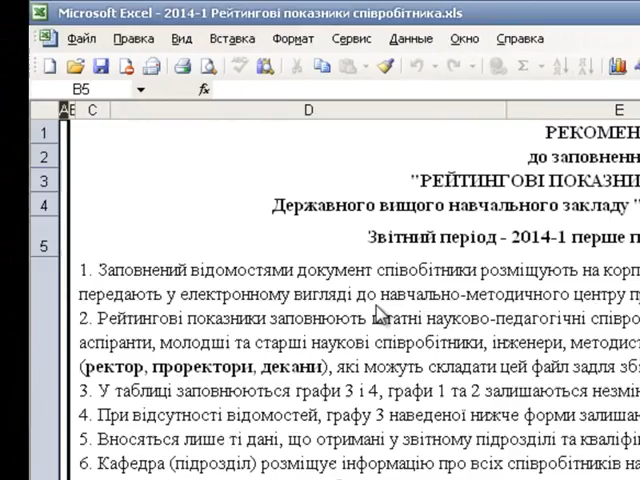 Microsoft Excel - 2014-1 Рейтингові показники співробітника.xls
Файл Правка Вид Вставка Формат Сервис Данные Окно Справка
B5 fx
A B C D E
1 РЕКОМЕН
2 до заповненн
3 "РЕЙТИНГОВІ ПОКАЗНИ
4 Державного вищого навчального закладу "
5 Звітний період - 2014-1 перше п
1. Заповнений відомостями документ співобітники розміщують на корп
передають у електронному вигляді до навчально-методичного центру п
2. Рейтингові показники заповнюють штатні науково-педагогічні співро
аспіранти, молодші та старші наукові співробітники, інженери, методис
(ректор, проректори, декани), які можуть складати цей файл задля збі
3. У таблиці заповнюються графи 3 і 4, графи 1 та 2 залишаються незмін
4. При відсутності відомостей, графу 3 наведеної нижче форми залишаю
5. Вносяться лише ті дані, що отримані у звітному підрозділі та кваліфі
6. Кафедра (підрозділ) розміщує інформацію про всіх співробітників на